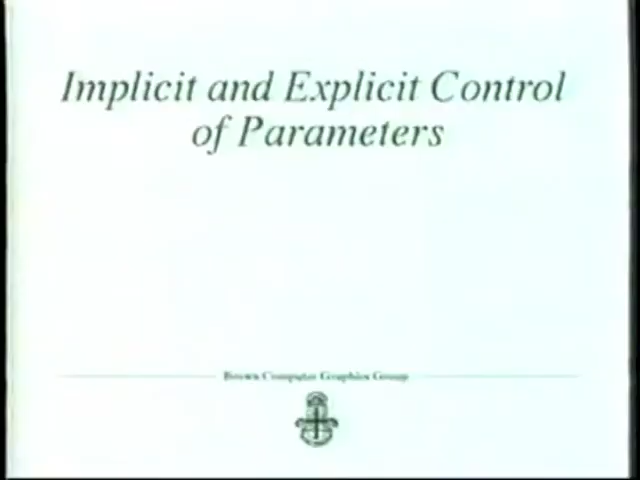 Implicit and Explicit Control
of Parameters
Brown Computer Graphics Group